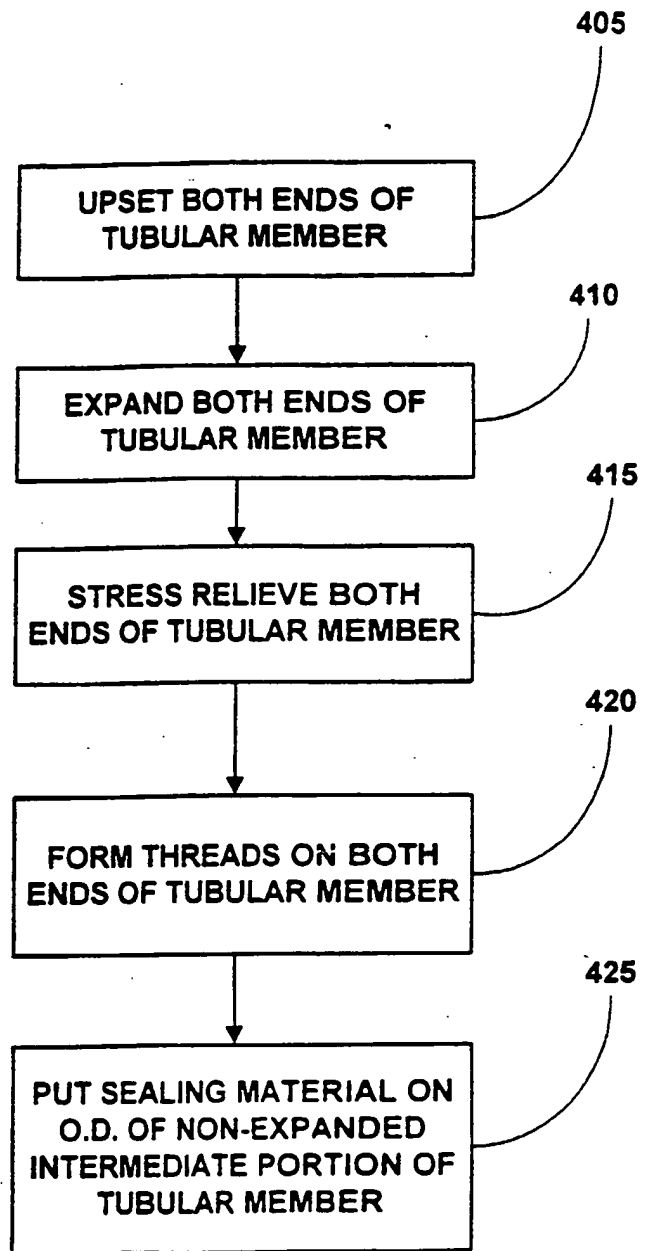 405
UPSET BOTH ENDS OF
TUBULAR MEMBER
410
EXPAND BOTH ENDS OF
TUBULAR MEMBER
415
STRESS RELIEVE BOTH
ENDS OF TUBULAR MEMBER
420
FORM THREADS ON BOTH
ENDS OF TUBULAR MEMBER
425
PUT SEALING MATERIAL ON
O.D. OF NON-EXPANDED
INTERMEDIATE PORTION OF
TUBULAR MEMBER